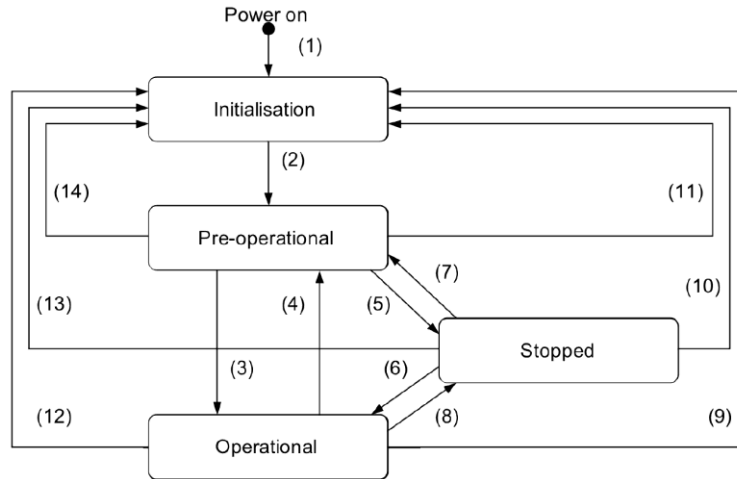 Power on
(1)
Initialisation
(2)
(14)
(11)
Pre-operational
(7)
(13)
(4)
(5)
(10)
Stopped
(3)
(6)
(12)
(8)
(9)
Operational